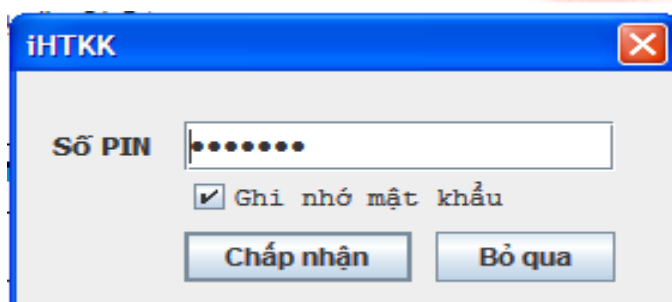 iHTKK
Số PIN •••••••
Ghi nhớ mật khẩu
Chấp nhận Bỏ qua